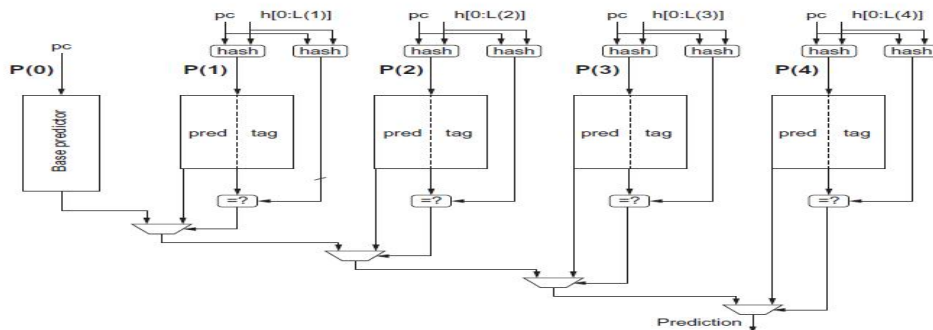 pc h[0:L(1)] pc h[0:L(2)] pc h[0:L(3)] pc h[0:L(4)]
pc hash hash hash hash hash hash hash hash
P(0) P(1) P(2) P(3) P(4)
Base predictor
pred tag pred tag pred tag pred tag
=? =? =? =?
Prediction